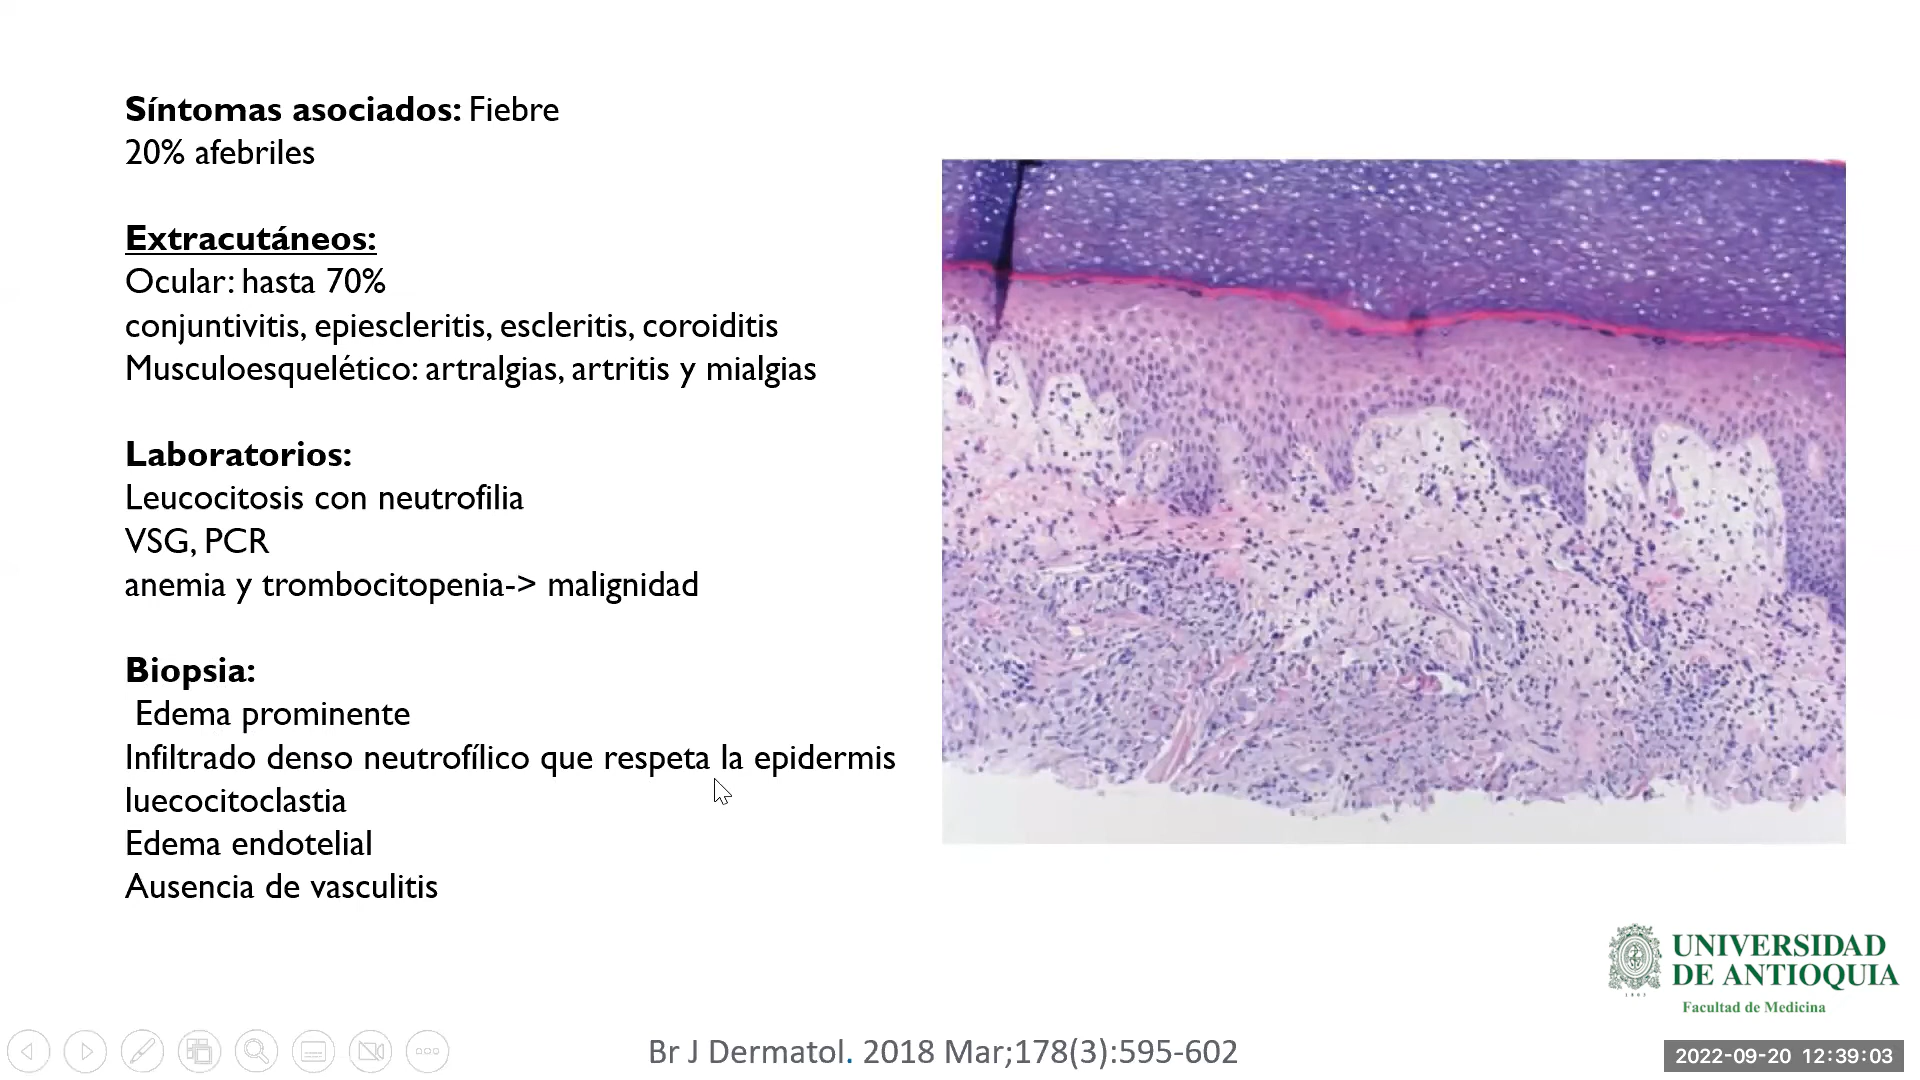 Síntomas asociados: Fiebre
20% afebriles
Extracutáneos:
Ocular: hasta 70%
conjuntivitis, epiescleritis, escleritis, coroiditis
Musculoesquelético: artralgias, artritis y mialgias
Laboratorios:
Leucocitosis con neutrofilia
VSG, PCR
anemia y trombocitopenia-> malignidad
Biopsia:
Edema prominente
Infiltrado denso neutrofílico que respeta la epidermis
luecocitoclastia
Edema endotelial
Ausencia de vasculitis
UNIVERSIDAD
DE ANTIOQUIA
1803
Facultad de Medicina
Br J Dermatol. 2018 Mar;178(3):595-602
2022-09-20 12:39:03